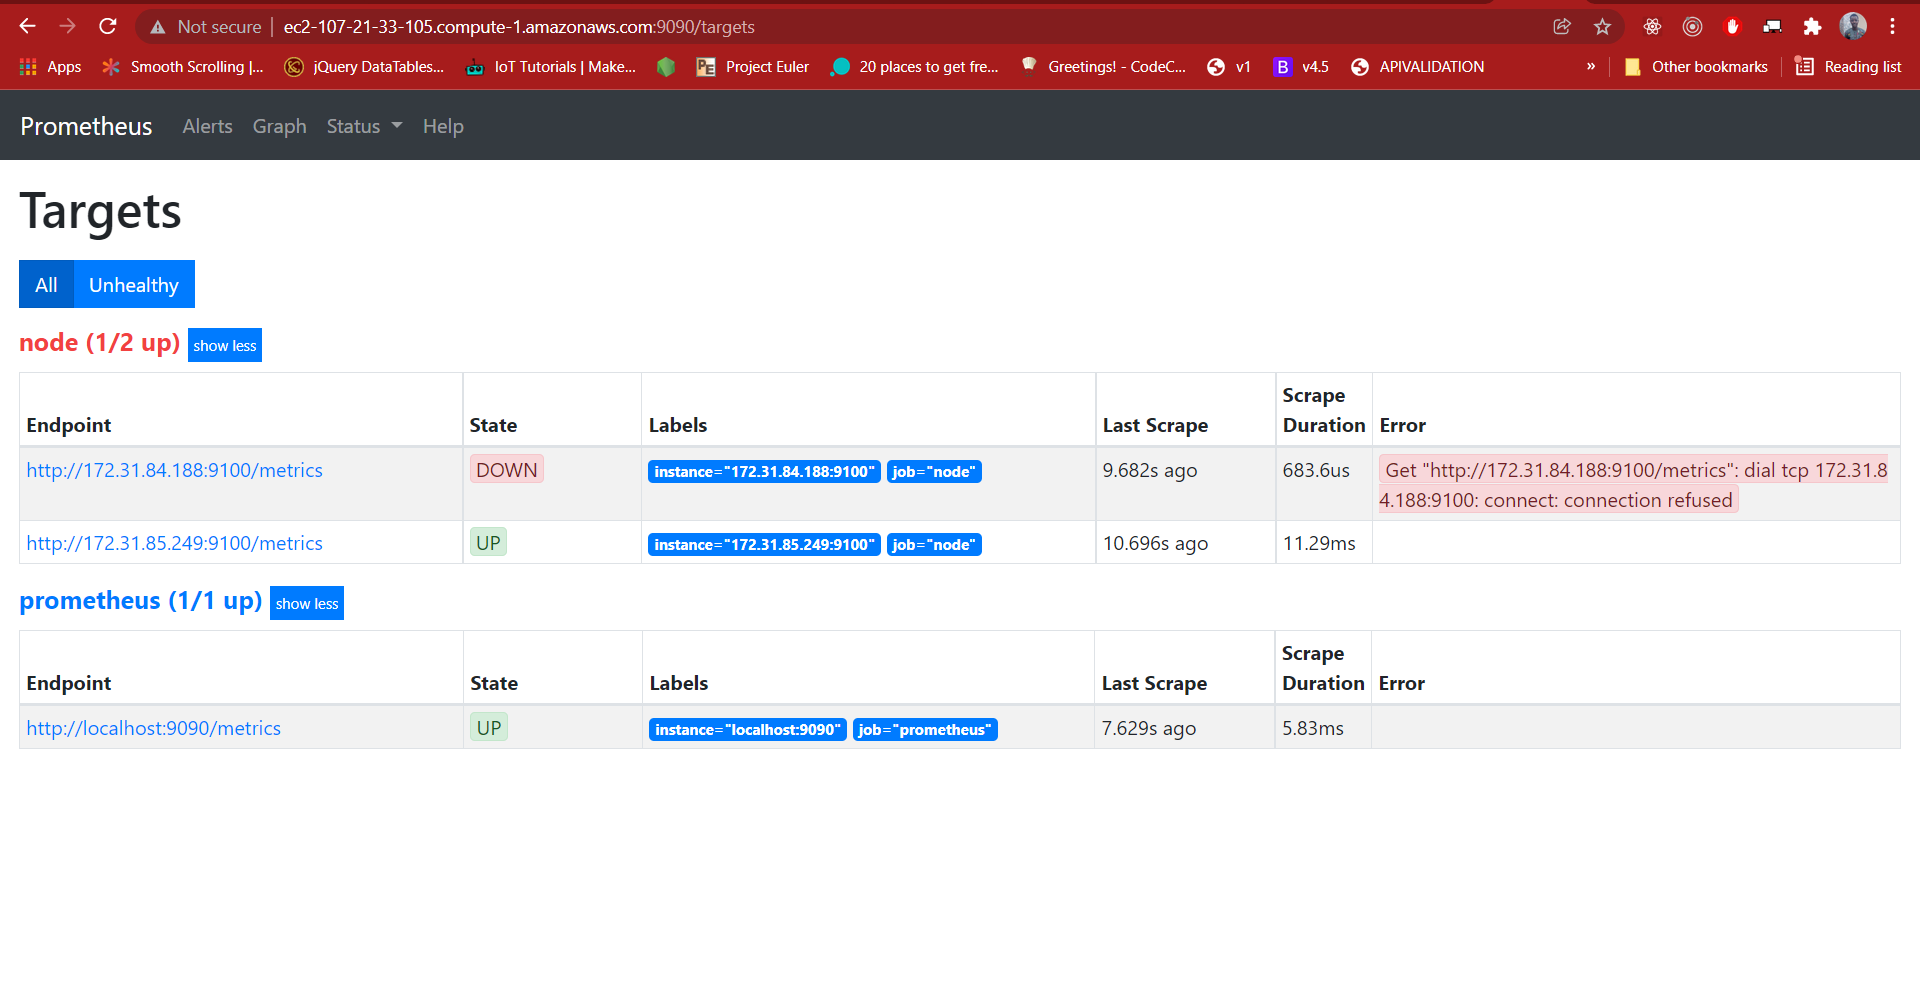 Not secure | ec2-107-21-33-105.compute-1.amazonaws.com:9090/targets
Apps Smooth Scrolling |... jQuery DataTables... IoT Tutorials | Make... PE Project Euler 20 places to get fre... Greetings! - CodeC... v1 B v4.5 APIVALIDATION » Other bookmarks Reading list
Prometheus Alerts Graph Status Help
Targets
All Unhealthy
node (1/2 up) show less
Endpoint State Labels Last Scrape Scrape Duration Error
http://172.31.84.188:9100/metrics DOWN instance="172.31.84.188:9100" job="node" 9.682s ago 683.6us Get "http://172.31.84.188:9100/metrics": dial tcp 172.31.8
4.188:9100: connect: connection refused
http://172.31.85.249:9100/metrics UP instance="172.31.85.249:9100" job="node" 10.696s ago 11.29ms
prometheus (1/1 up) show less
Endpoint State Labels Last Scrape Scrape Duration Error
http://localhost:9090/metrics UP instance="localhost:9090" job="prometheus" 7.629s ago 5.83ms